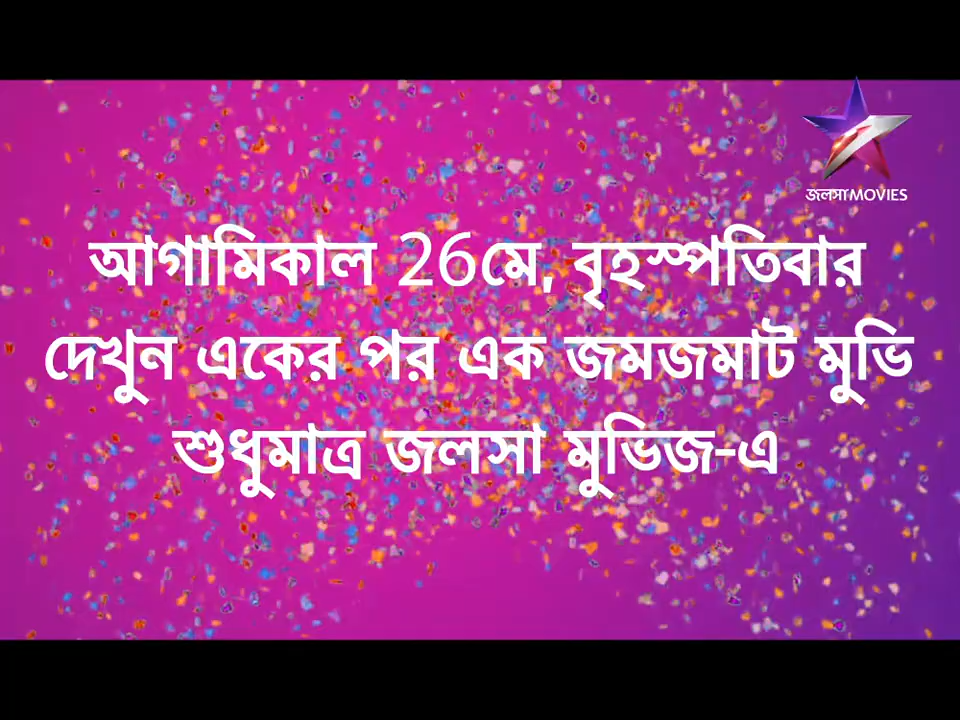 জলসাMOVIES
আগামিকাল 26মে, বৃহস্পতিবার
দেখুন একের পর এক জমজমাট মুভি
শুধুমাত্র জলসা মুভিজ-এ